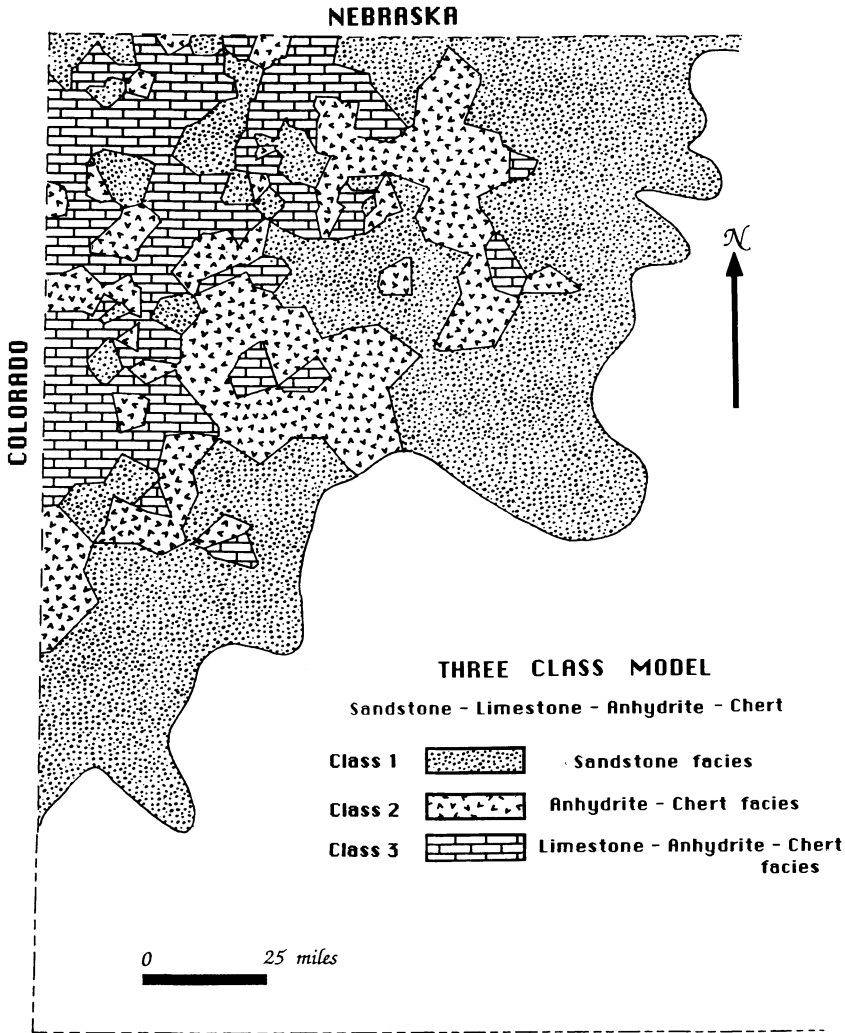 NEBRASKA
N
COLORADO
THREE CLASS MODEL
Sandstone - Limestone - Anhydrite - Chert
Class 1 Sandstone facies
Class 2 Anhydrite - Chert facies
Class 3 Limestone - Anhydrite - Chert
facies
0 25 miles